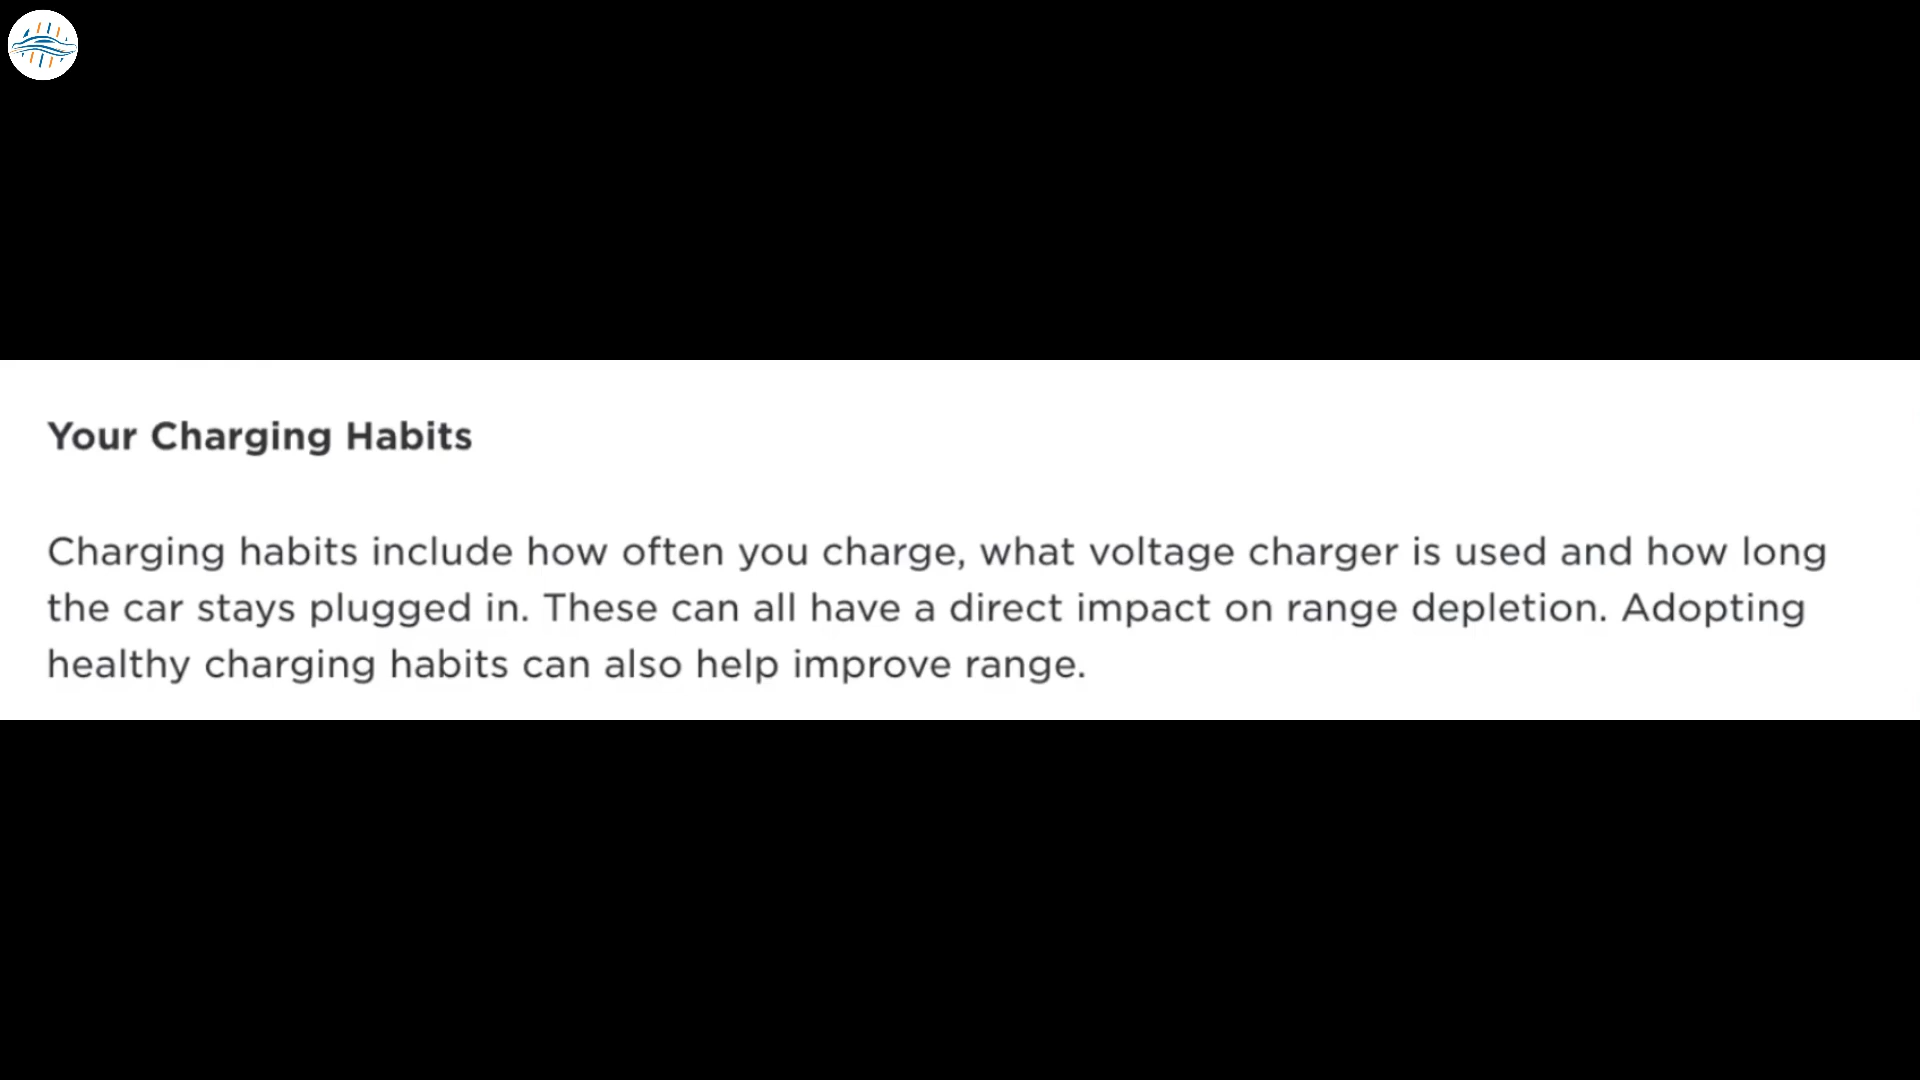 Your Charging Habits
Charging habits include how often you charge, what voltage charger is used and how long
the car stays plugged in. These can all have a direct impact on range depletion. Adopting
healthy charging habits can also help improve range.